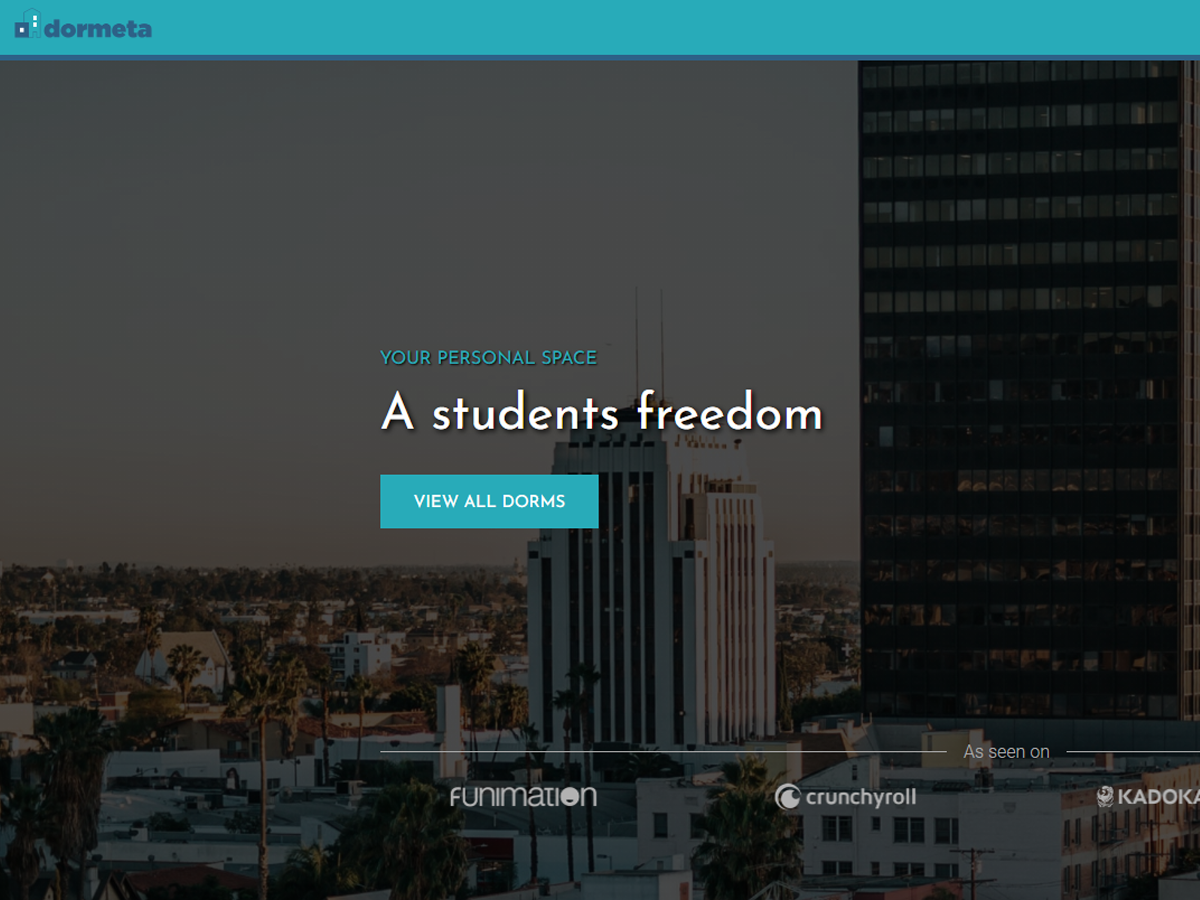 dormeta
YOUR PERSONAL SPACE
A students freedom
VIEW ALL DORMS
As seen on
FUNIMATION
crunchyroll
KADOKA